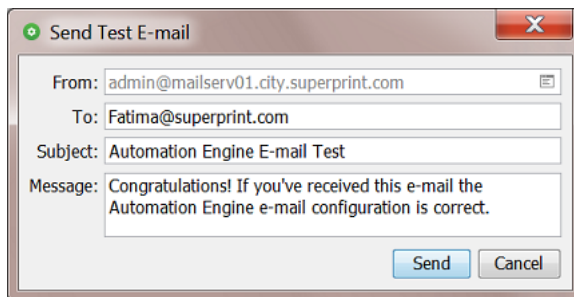 Send Test E-mail
From: admin@mailserv01.city.superprint.com
To: Fatima@superprint.com
Subject: Automation Engine E-mail Test
Message: Congratulations! If you've received this e-mail the
Automation Engine e-mail configuration is correct.
Send Cancel